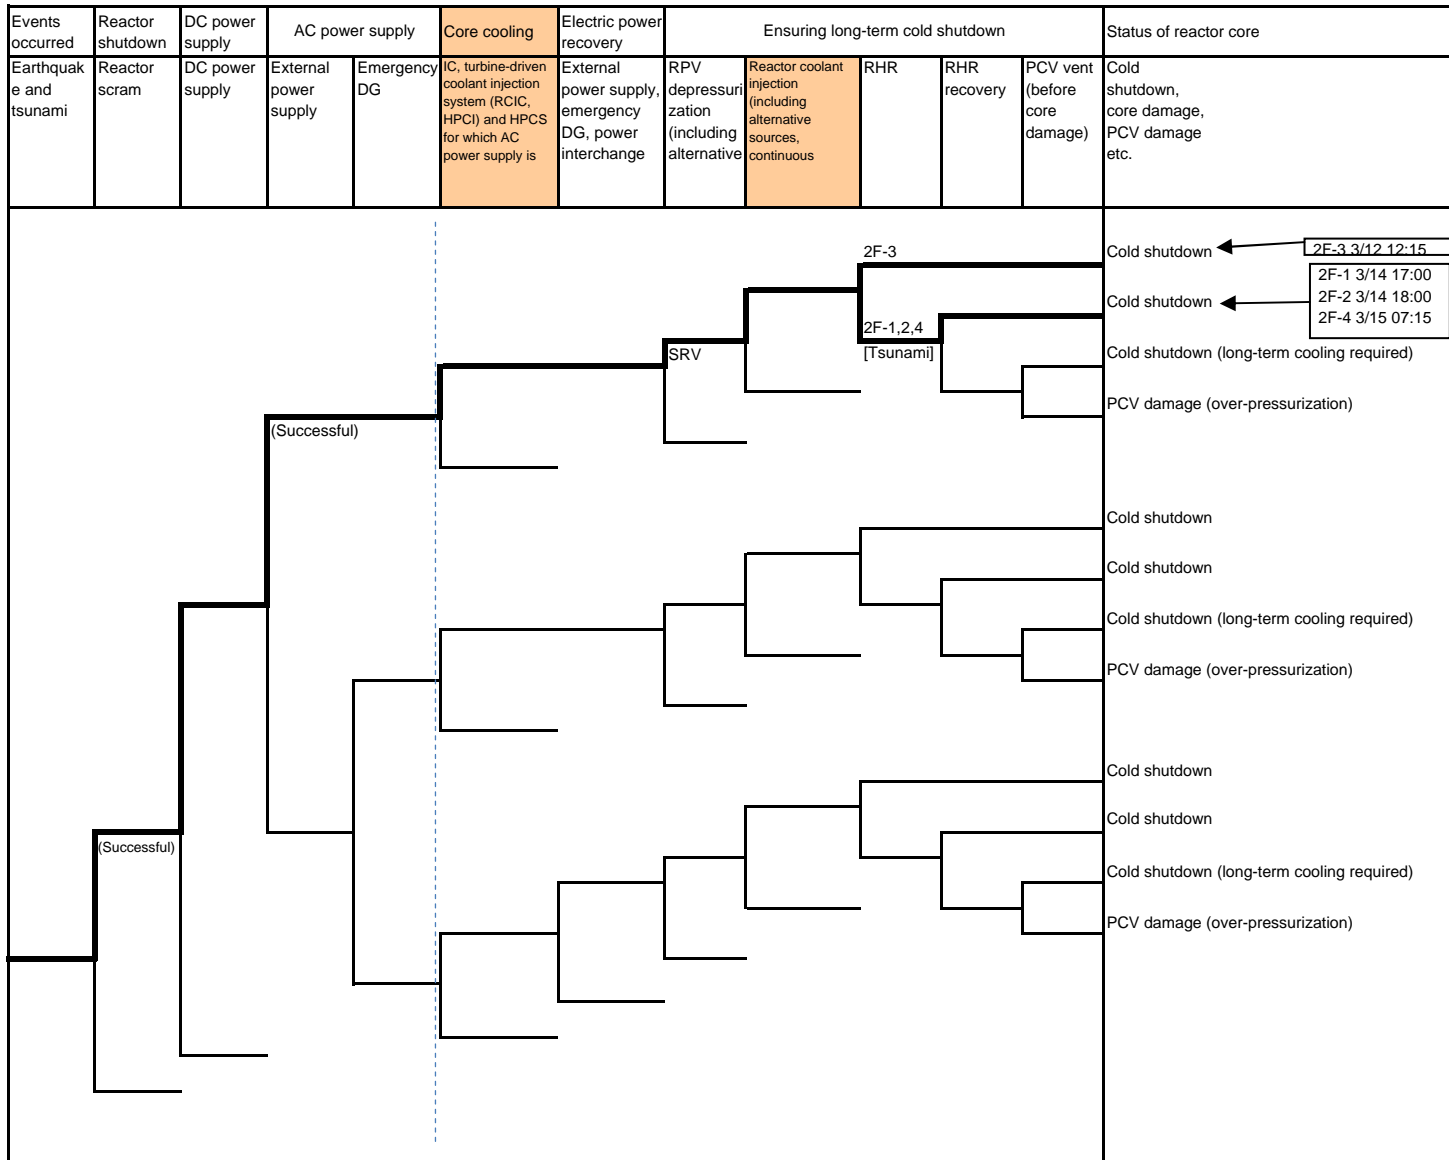 Events
occurred
Reactor
shutdown
DC power
supply
AC power supply
Core cooling
Electric power
recovery
Ensuring long-term cold shutdown
Status of reactor core
Earthquak
e and
tsunami
Reactor
scram
DC power
supply
External
power
supply
Emergency
DG
IC, turbine-driven
coolant injection
system (RCIC,
HPCI) and HPCS
for which AC
power supply is
External
power supply,
emergency
DG, power
interchange
RPV
depressuri
zation
(including
alternative
Reactor coolant
injection
(including
alternative
sources,
continuous
RHR
RHR
recovery
PCV vent
(before
core
damage)
Cold
shutdown,
core damage,
PCV damage
etc.
2F-3
Cold shutdown
2F-3 3/12 12:15
2F-1 3/14 17:00
2F-2 3/14 18:00
2F-4 3/15 07:15
Cold shutdown
2F-1,2,4
[Tsunami]
SRV
Cold shutdown (long-term cooling required)
PCV damage (over-pressurization)
(Successful)
Cold shutdown
Cold shutdown
Cold shutdown (long-term cooling required)
PCV damage (over-pressurization)
Cold shutdown
Cold shutdown
(Successful)
Cold shutdown (long-term cooling required)
PCV damage (over-pressurization)